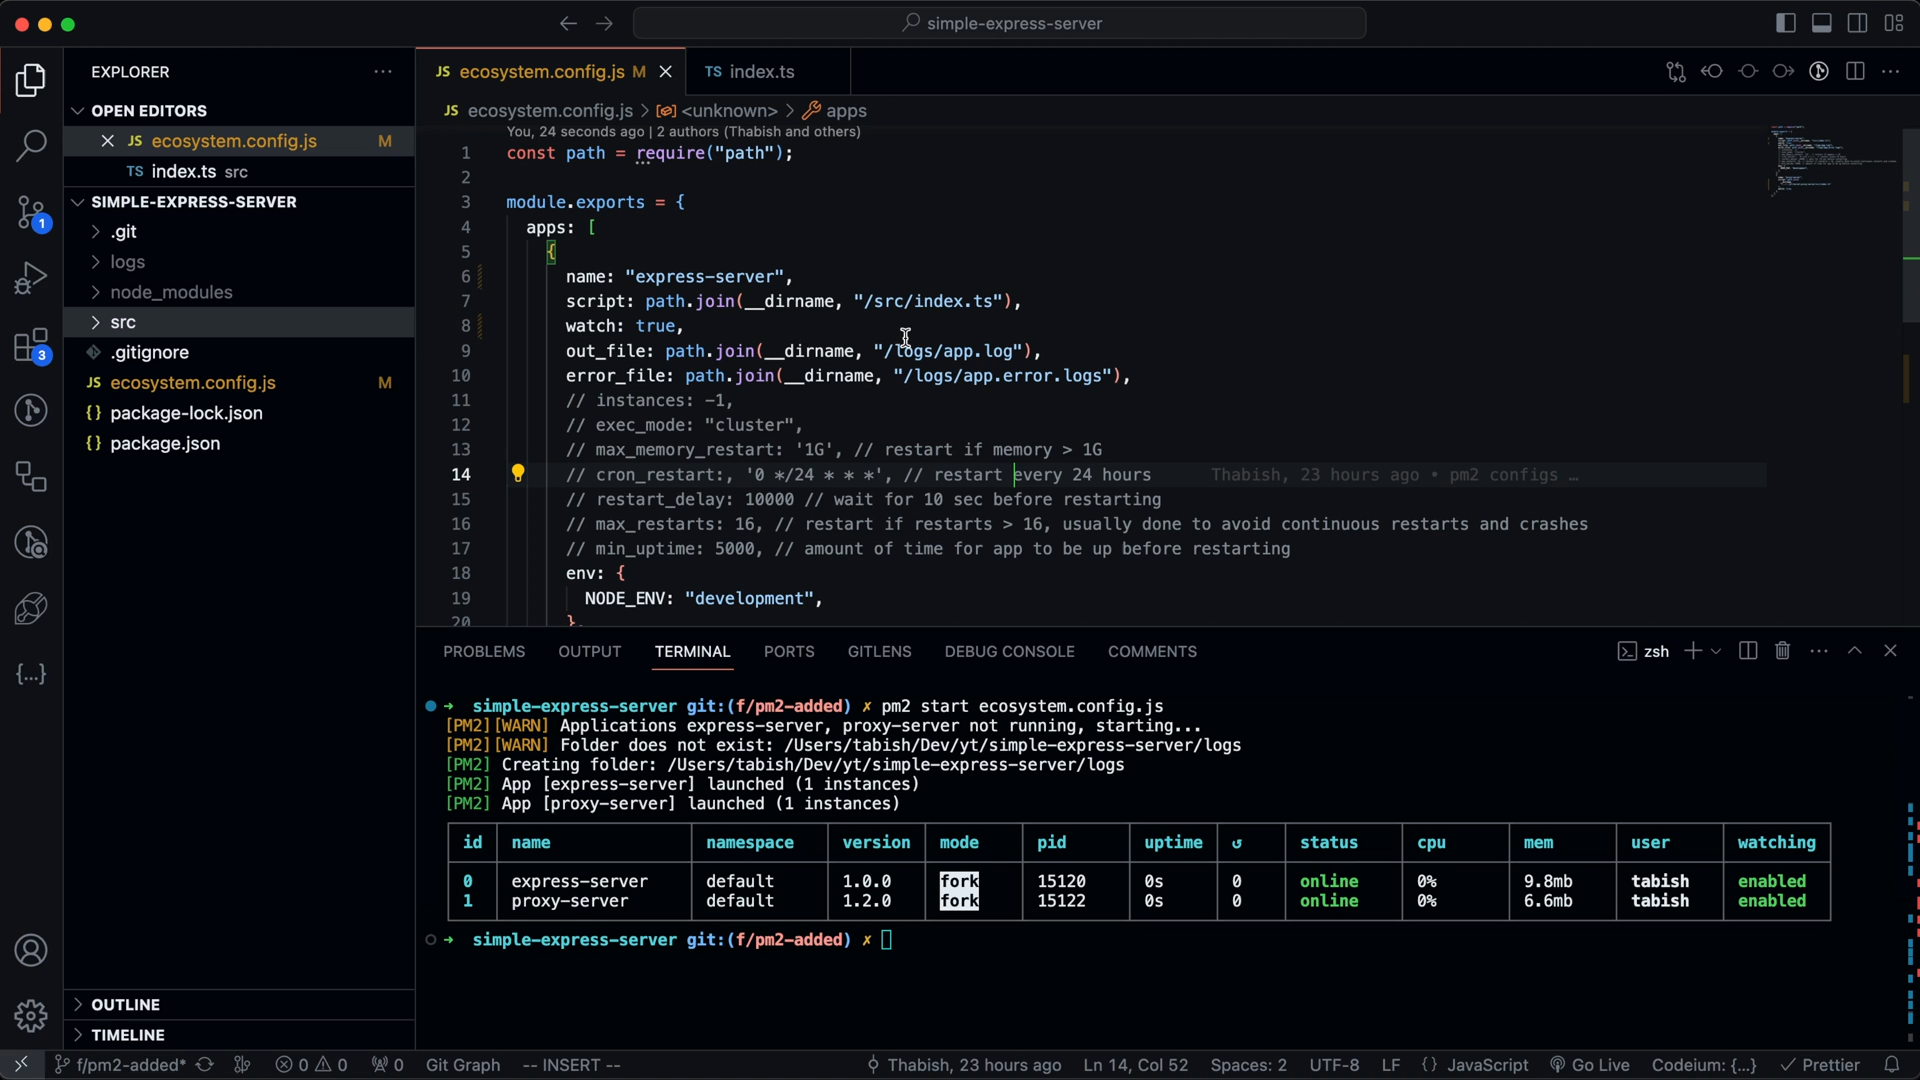 simple-express-server
EXPLORER
OPEN EDITORS
JS ecosystem.config.js M
TS index.ts src
SIMPLE-EXPRESS-SERVER
.git
logs
node_modules
src
.gitignore
JS ecosystem.config.js M
{} package-lock.json
{} package.json
OUTLINE
TIMELINE
1
3
JS ecosystem.config.js M
TS index.ts
JS ecosystem.config.js > <unknown> > apps
You, 24 seconds ago | 2 authors (Thabish and others)
1 const path = require("path");
2
3 module.exports = {
4 apps: [
5 {
6 name: "express-server",
7 script: path.join(__dirname, "/src/index.ts"),
8 watch: true,
9 out_file: path.join(__dirname, "/logs/app.log"),
10 error_file: path.join(__dirname, "/logs/app.error.logs"),
11 // instances: -1,
12 // exec_mode: "cluster",
13 // max_memory_restart: '1G', // restart if memory > 1G
14 // cron_restart:, '0 */24 * * *', // restart every 24 hours Thabish, 23 hours ago • pm2 configs …
15 // restart_delay: 10000 // wait for 10 sec before restarting
16 // max_restarts: 16, // restart if restarts > 16, usually done to avoid continuous restarts and crashes
17 // min_uptime: 5000, // amount of time for app to be up before restarting
18 env: {
19 NODE_ENV: "development",
20 },
PROBLEMS OUTPUT TERMINAL PORTS GITLENS DEBUG CONSOLE COMMENTS
zsh
→ simple-express-server git:(f/pm2-added) ✗ pm2 start ecosystem.config.js
[PM2][WARN] Applications express-server, proxy-server not running, starting...
[PM2][WARN] Folder does not exist: /Users/tabish/Dev/yt/simple-express-server/logs
[PM2] Creating folder: /Users/tabish/Dev/yt/simple-express-server/logs
[PM2] App [express-server] launched (1 instances)
[PM2] App [proxy-server] launched (1 instances)
id name namespace version mode pid uptime ↺ status cpu mem user watching
0 express-server default 1.0.0 fork 15120 0s 0 online 0% 9.8mb tabish enabled
1 proxy-server default 1.2.0 fork 15122 0s 0 online 0% 6.6mb tabish enabled
→ simple-express-server git:(f/pm2-added) ✗
f/pm2-added* 0 0 0 Git Graph -- INSERT -- Thabish, 23 hours ago Ln 14, Col 52 Spaces: 2 UTF-8 LF {} JavaScript Go Live Codeium: {...} Prettier